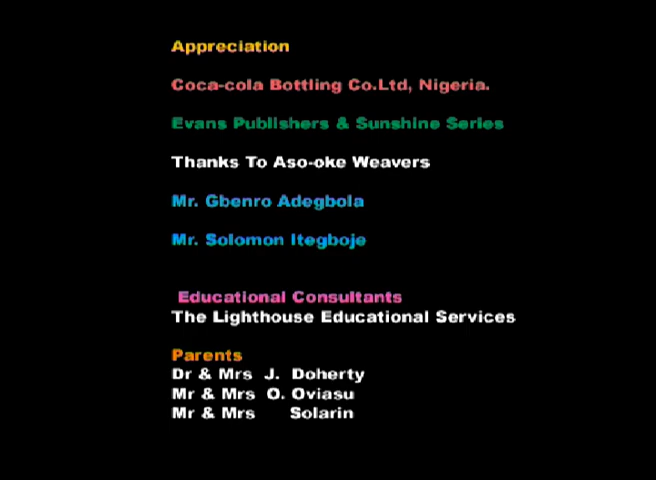 Appreciation
Coca-cola Bottling Co.Ltd, Nigeria.
Evans Publishers & Sunshine Series
Thanks To Aso-oke Weavers
Mr. Gbenro Adegbola
Mr. Solomon Itegboje
Educational Consultants
The Lighthouse Educational Services
Parents
Dr & Mrs J. Doherty
Mr & Mrs O. Oviasu
Mr & Mrs Solarin